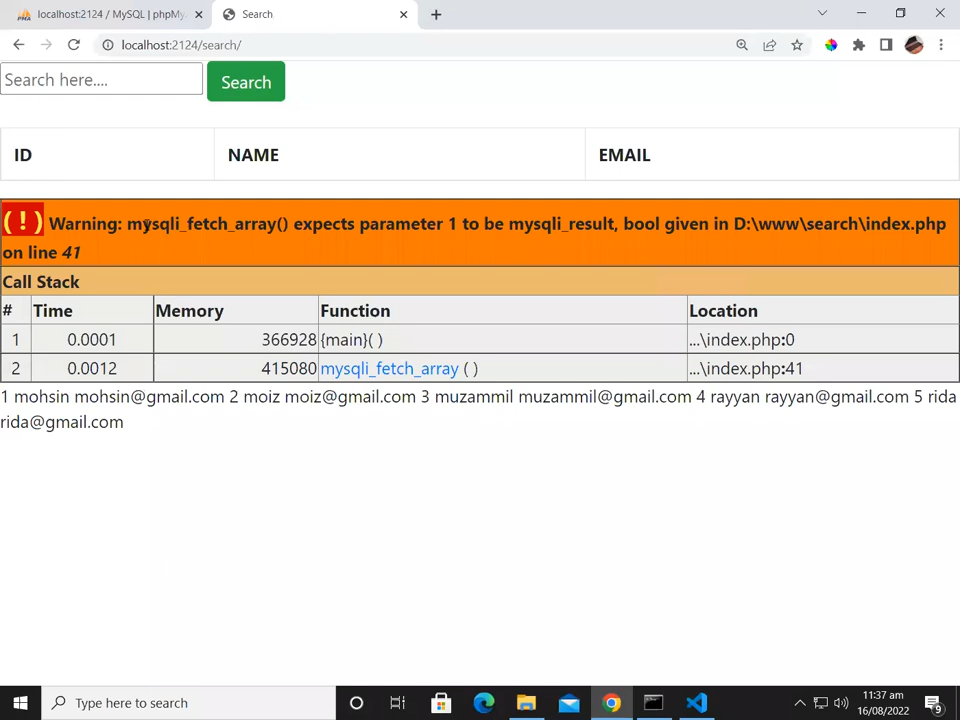 localhost:2124 / MySQL | phpMy
Search
localhost:2124/search/
Search here....
Search
ID NAME EMAIL
( ! ) Warning: mysqli_fetch_array() expects parameter 1 to be mysqli_result, bool given in D:\www\search\index.php
on line 41
Call Stack
# Time Memory Function Location
1 0.0001 366928 {main}( ) ...\index.php:0
2 0.0012 415080 mysqli_fetch_array ( ) ...\index.php:41
1 mohsin mohsin@gmail.com 2 moiz moiz@gmail.com 3 muzammil muzammil@gmail.com 4 rayyan rayyan@gmail.com 5 rida
rida@gmail.com
Type here to search
11:37 am
16/08/2022
9